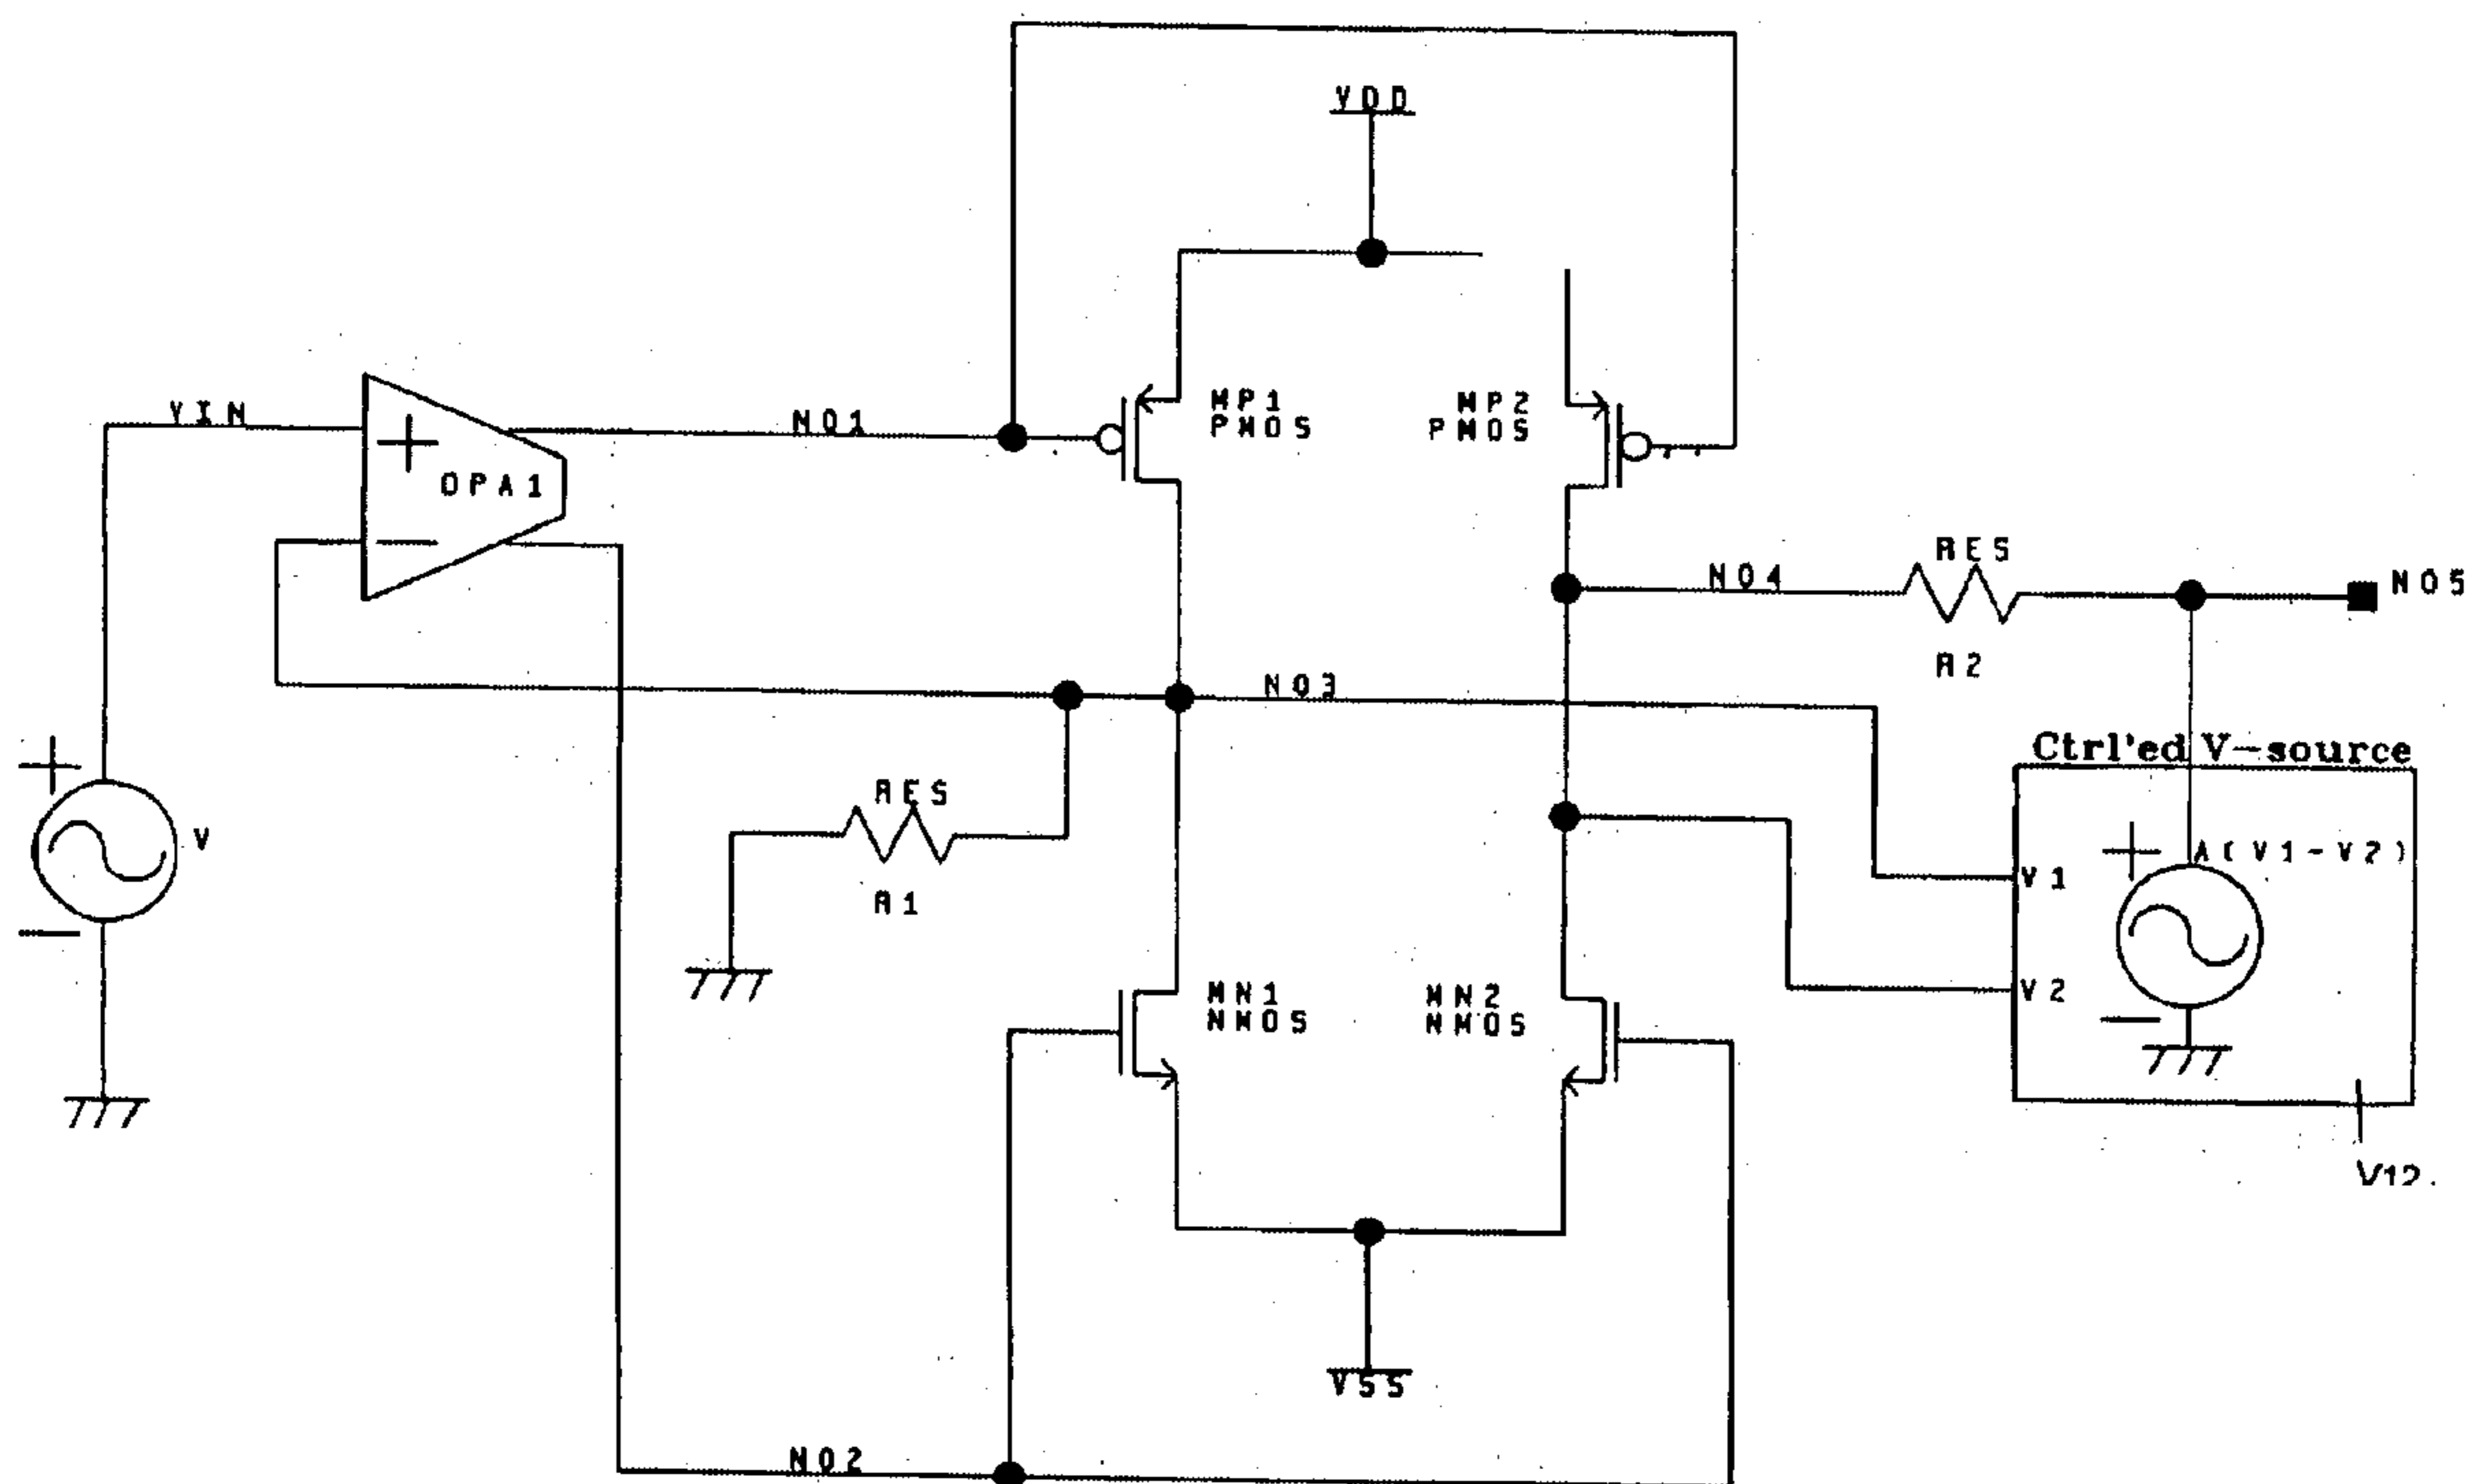 VDD
VIN
NO1
MP1
PMOS
MP2
PMOS
+
OPA1
—
RES
NO4
NO5
R2
NO3
Ctrl'ed V-source
RES
+
V
R1
+
A(V1-V2)
V1
—
MN1
NMOS
MN2
NMOS
V2
—
V12.
VSS
NO2